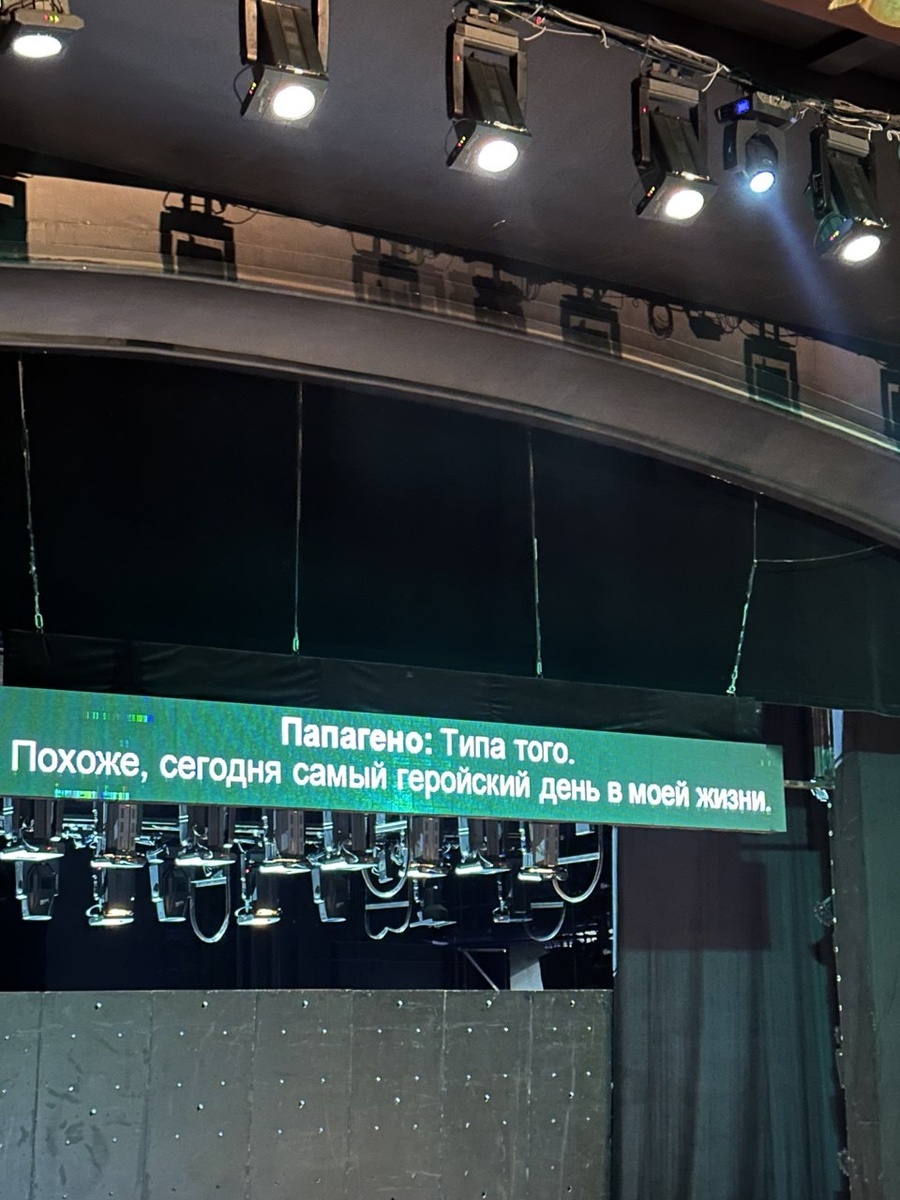 Папагено: Типа того.
Похоже, сегодня самый геройский день в моей жизни.